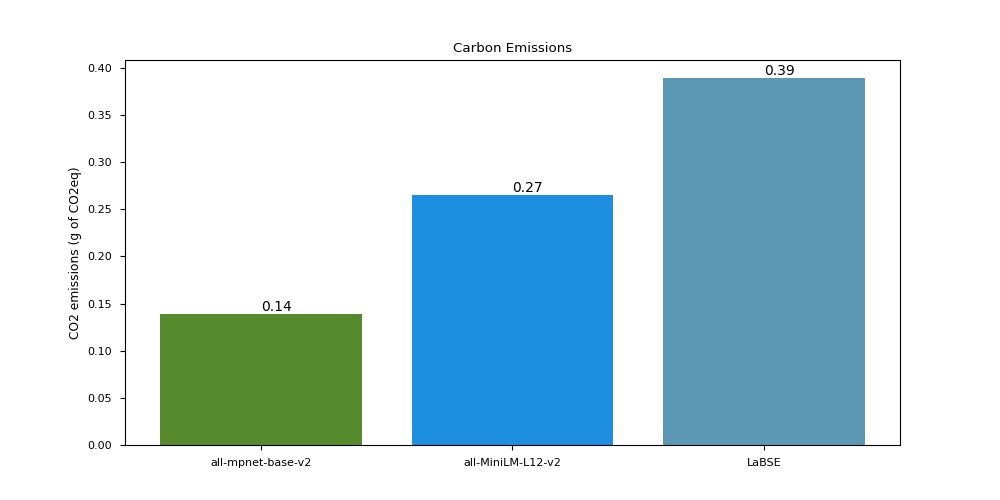 Carbon Emissions
CO2 emissions (g of CO2eq)
0.40
0.35
0.30
0.25
0.20
0.15
0.10
0.05
0.00
0.14
0.27
0.39
all-mpnet-base-v2
all-MiniLM-L12-v2
LaBSE